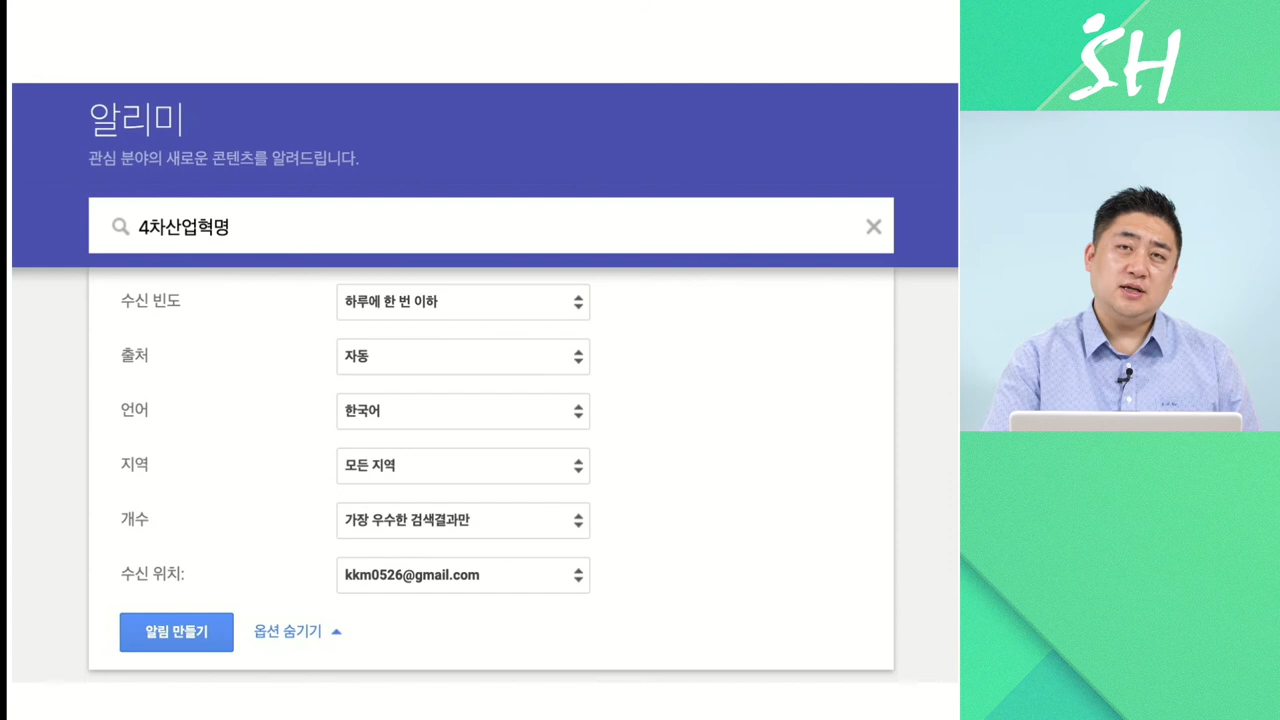 알리미
관심 분야의 새로운 콘텐츠를 알려드립니다.
4차산업혁명
수신 빈도
하루에 한 번 이하
출처
자동
언어
한국어
지역
모든 지역
개수
가장 우수한 검색결과만
수신 위치:
kkm0526@gmail.com
알림 만들기
옵션 숨기기
SH